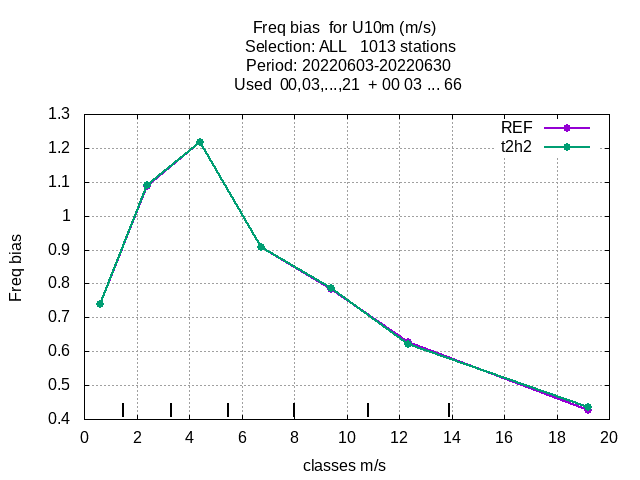 Freq bias  for U10m (m/s)
Selection: ALL   1013 stations
Period: 20220603-20220630
Used  00,03,...,21  + 00 03 ... 66
REF
t2h2
1.3
1.2
1.1
1
0.9
0.8
0.7
0.6
0.5
0.4
Freq bias
0 2 4 6 8 10 12 14 16 18 20
classes m/s